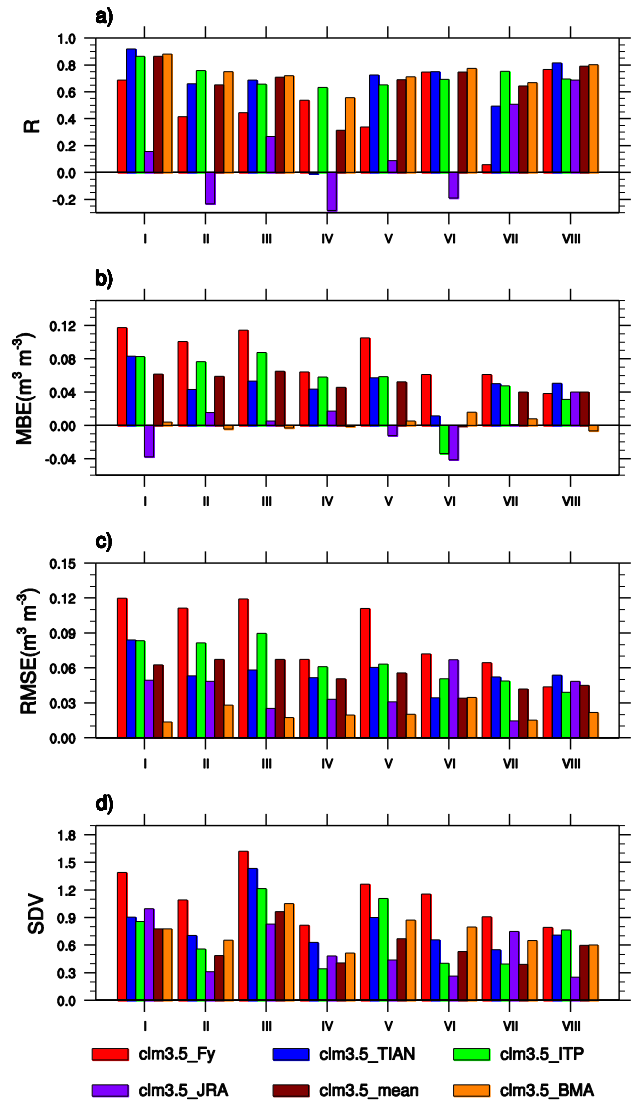 a)
1.0
0.8
0.6
0.4
0.2
0.0
-0.2
R
I II III IV V VI VII VIII
b)
0.12
0.08
0.04
0.00
-0.04
MBE(m³ m⁻³)
I II III IV V VI VII VIII
c)
0.15
0.12
0.09
0.06
0.03
0.00
RMSE(m³ m⁻³)
I II III IV V VI VII VIII
d)
1.8
1.5
1.2
0.9
0.6
0.3
0.0
SDV
I II III IV V VI VII VIII
clm3.5_Fy clm3.5_TIAN clm3.5_ITP
clm3.5_JRA clm3.5_mean clm3.5_BMA